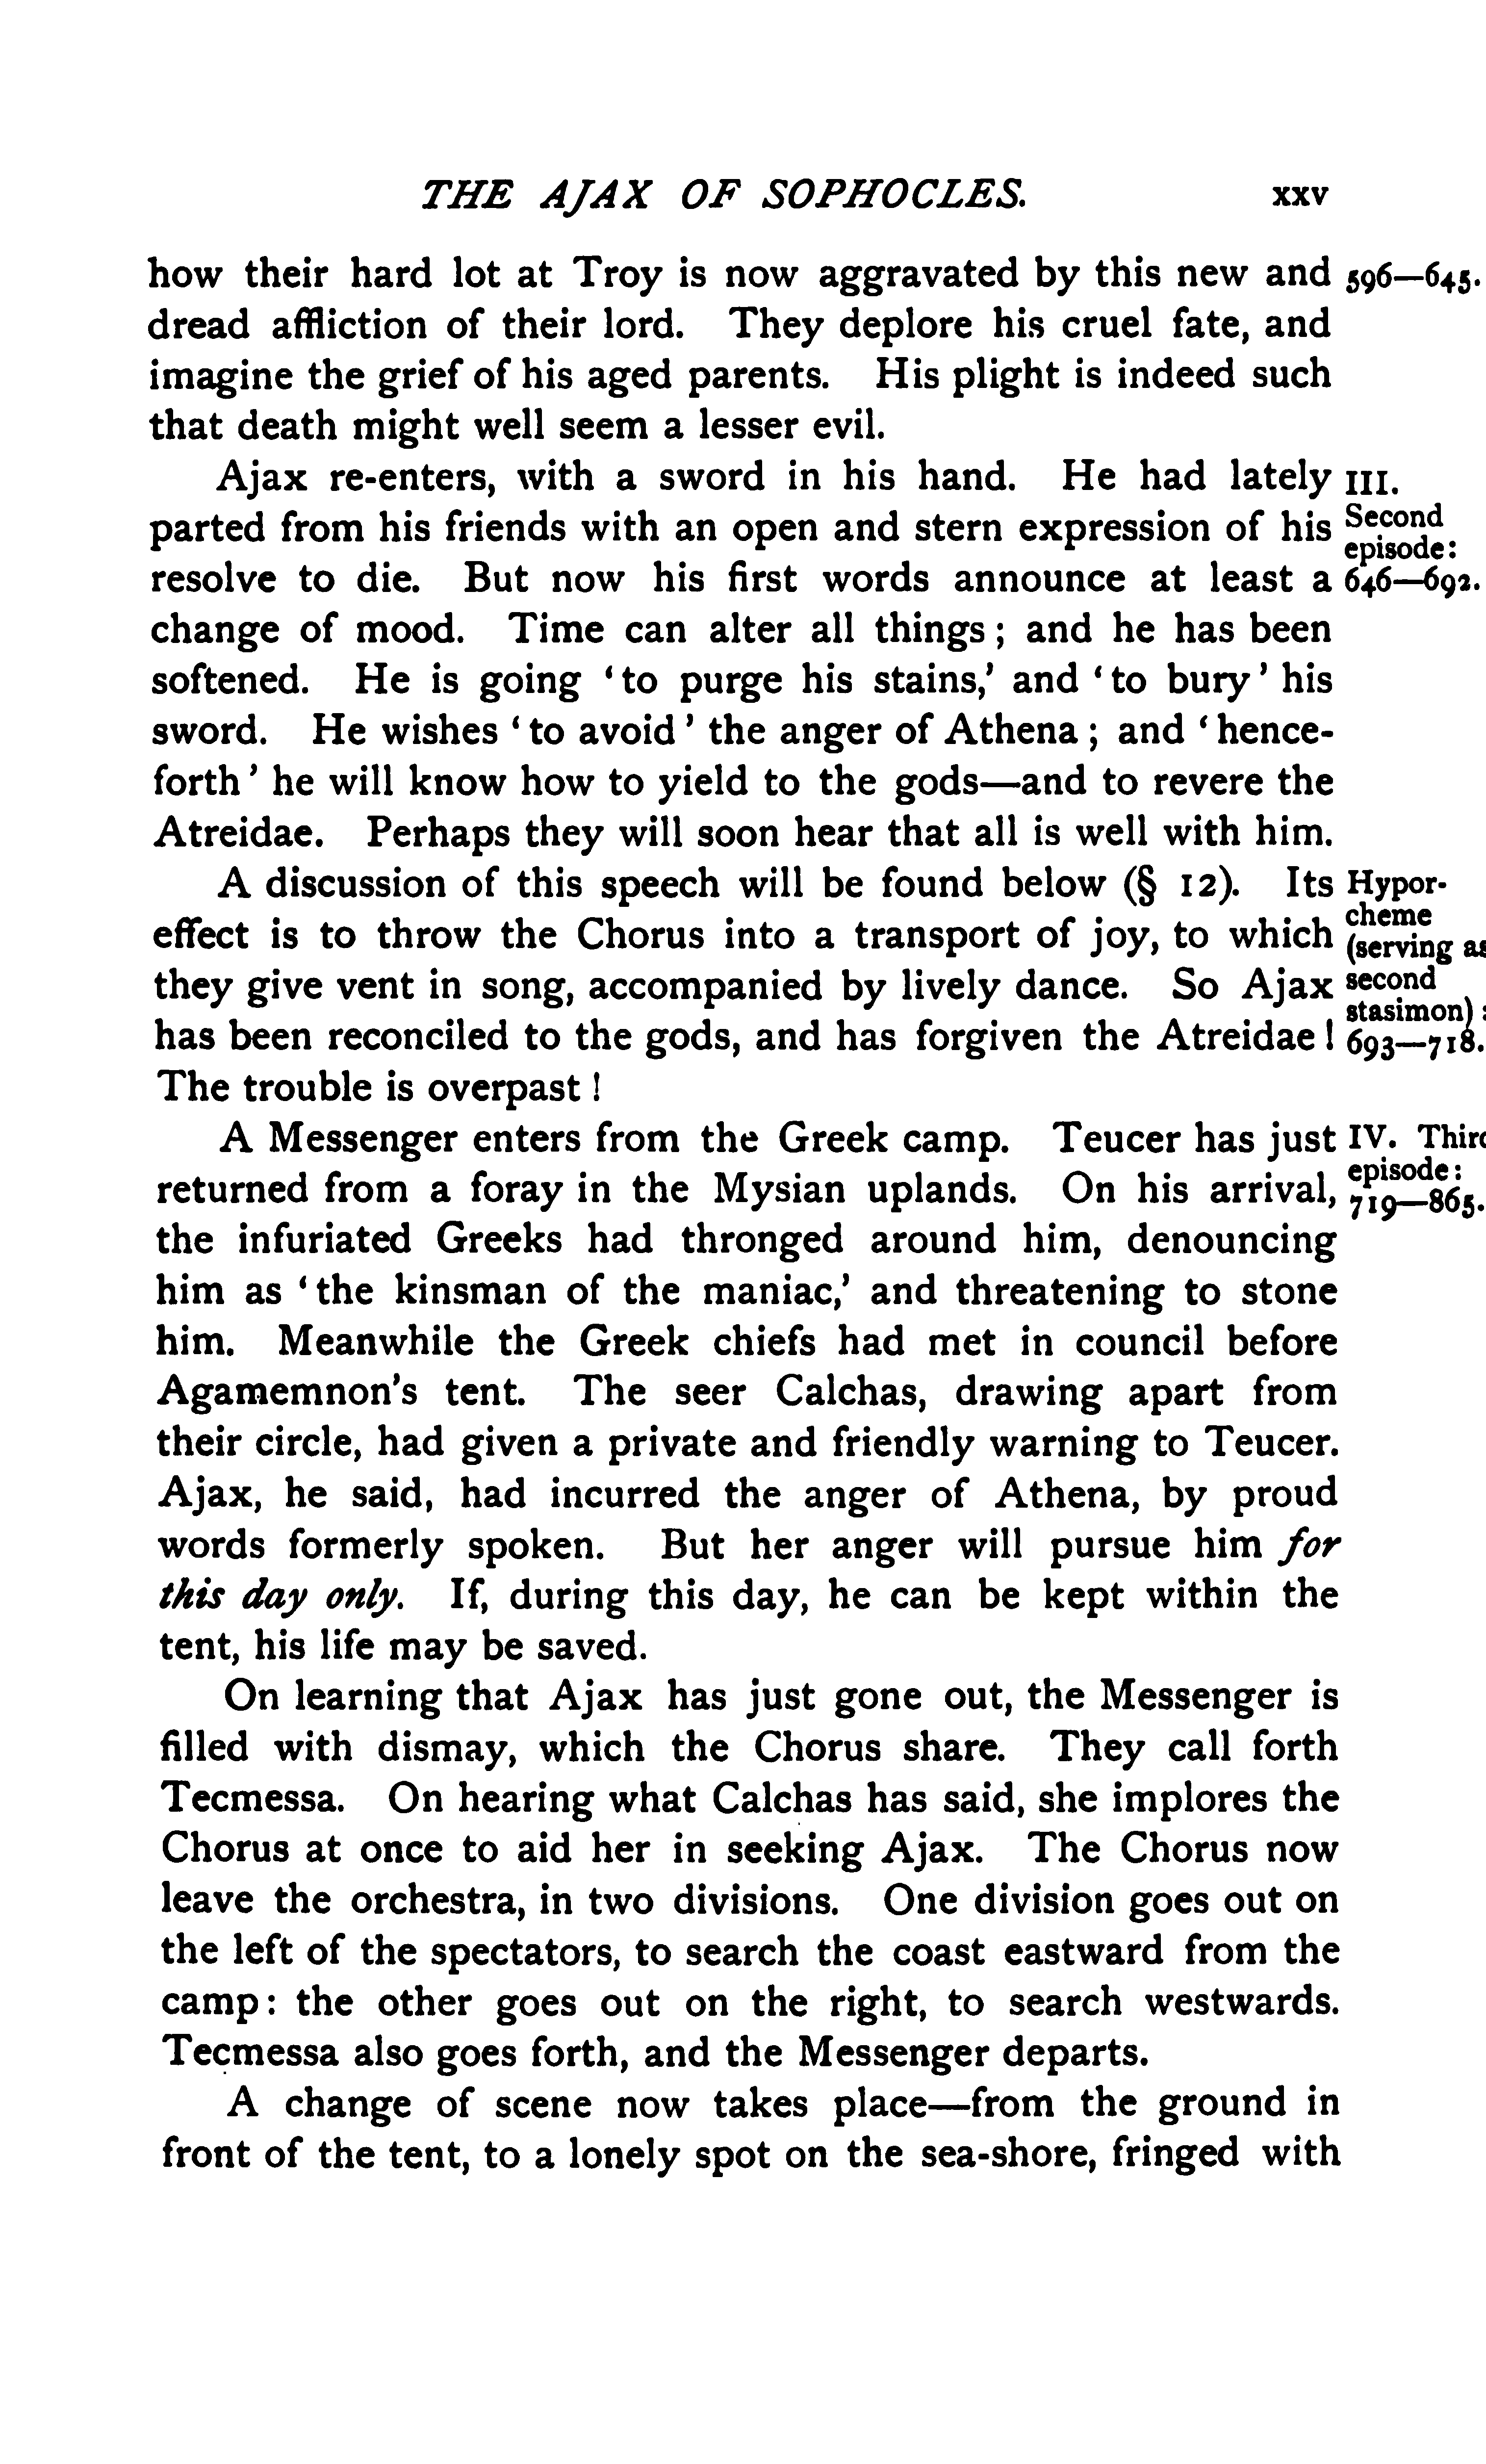 THE AJAX OF SOPHOCLES. xxv
how their hard lot at Troy is now aggravated by this new and 596—645.
dread affliction of their lord. They deplore his cruel fate, and
imagine the grief of his aged parents. His plight is indeed such
that death might well seem a lesser evil.
Ajax re-enters, with a sword in his hand. He had lately III.
parted from his friends with an open and stern expression of his Second
episode:
resolve to die. But now his first words announce at least a 646—692.
change of mood. Time can alter all things; and he has been
softened. He is going ‘to purge his stains,’ and ‘to bury’ his
sword. He wishes ‘to avoid’ the anger of Athena; and ‘hence-
forth’ he will know how to yield to the gods—and to revere the
Atreidae. Perhaps they will soon hear that all is well with him.
A discussion of this speech will be found below (§ 12). Its Hypor-
cheme
effect is to throw the Chorus into a transport of joy, to which (serving as
they give vent in song, accompanied by lively dance. So Ajax second
stasimon):
has been reconciled to the gods, and has forgiven the Atreidae! 693—718.
The trouble is overpast!
A Messenger enters from the Greek camp. Teucer has just IV. Third
episode:
returned from a foray in the Mysian uplands. On his arrival, 719—865.
the infuriated Greeks had thronged around him, denouncing
him as ‘the kinsman of the maniac,’ and threatening to stone
him. Meanwhile the Greek chiefs had met in council before
Agamemnon's tent. The seer Calchas, drawing apart from
their circle, had given a private and friendly warning to Teucer.
Ajax, he said, had incurred the anger of Athena, by proud
words formerly spoken. But her anger will pursue him for
this day only. If, during this day, he can be kept within the
tent, his life may be saved.
On learning that Ajax has just gone out, the Messenger is
filled with dismay, which the Chorus share. They call forth
Tecmessa. On hearing what Calchas has said, she implores the
Chorus at once to aid her in seeking Ajax. The Chorus now
leave the orchestra, in two divisions. One division goes out on
the left of the spectators, to search the coast eastward from the
camp: the other goes out on the right, to search westwards.
Tecmessa also goes forth, and the Messenger departs.
A change of scene now takes place—from the ground in
front of the tent, to a lonely spot on the sea-shore, fringed with